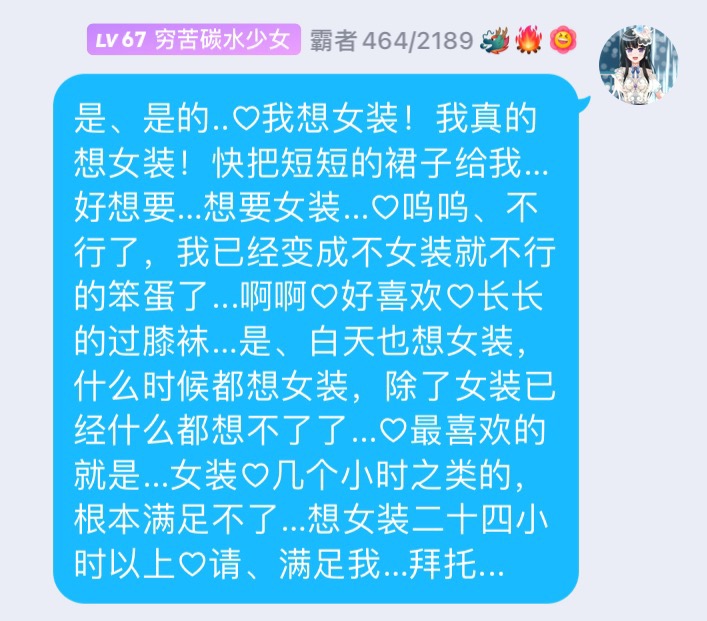 LV 67 穷苦碳水少女 霸者 464/2189
是、是的..♡我想女装！我真的
想女装！快把短短的裙子给我...
好想要...想要女装...♡呜呜、不
行了，我已经变成不女装就不行
的笨蛋了...啊啊♡好喜欢♡长长
的过膝袜...是、白天也想女装，
什么时候都想女装，除了女装已
经什么都想不了了...♡最喜欢的
就是...女装♡几个小时之类的，
根本满足不了...想女装二十四小
时以上♡请、满足我...拜托...